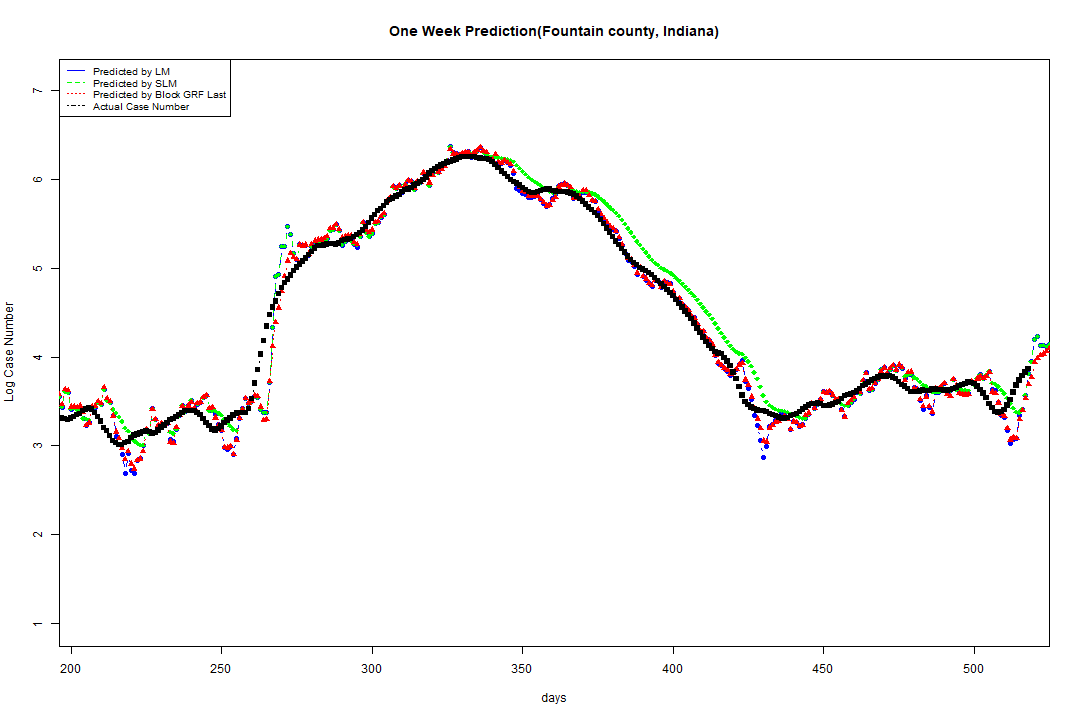 One Week Prediction(Fountain county, Indiana)
Predicted by LM
Predicted by SLM
Predicted by Block GRF Last
Actual Case Number
Log Case Number
7
6
5
4
3
2
1
200 250 300 350 400 450 500
days